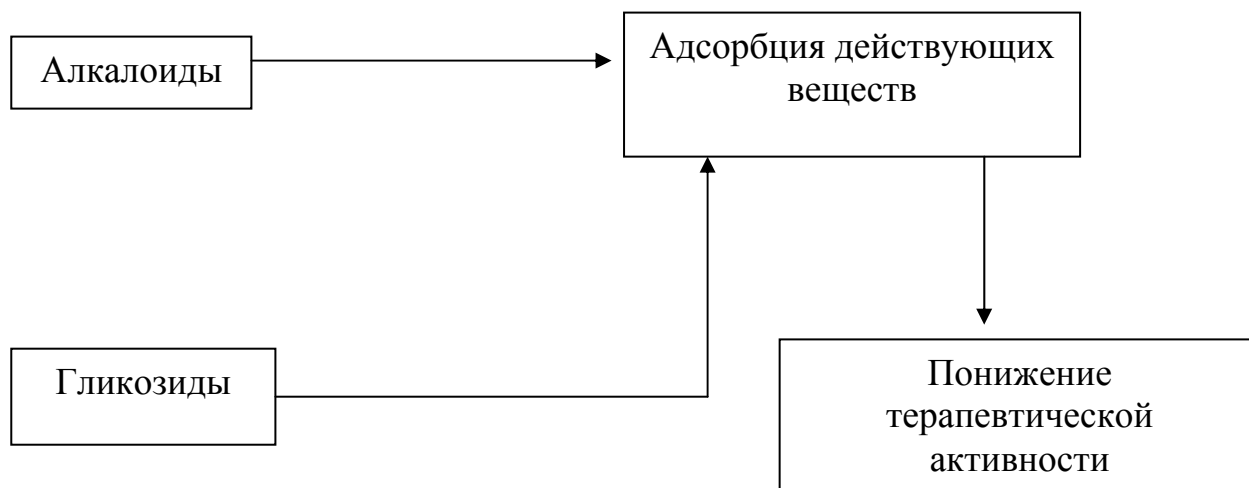 Алкалоиды
Адсорбция действующих
веществ
Гликозиды
Понижение
терапевтической
активности